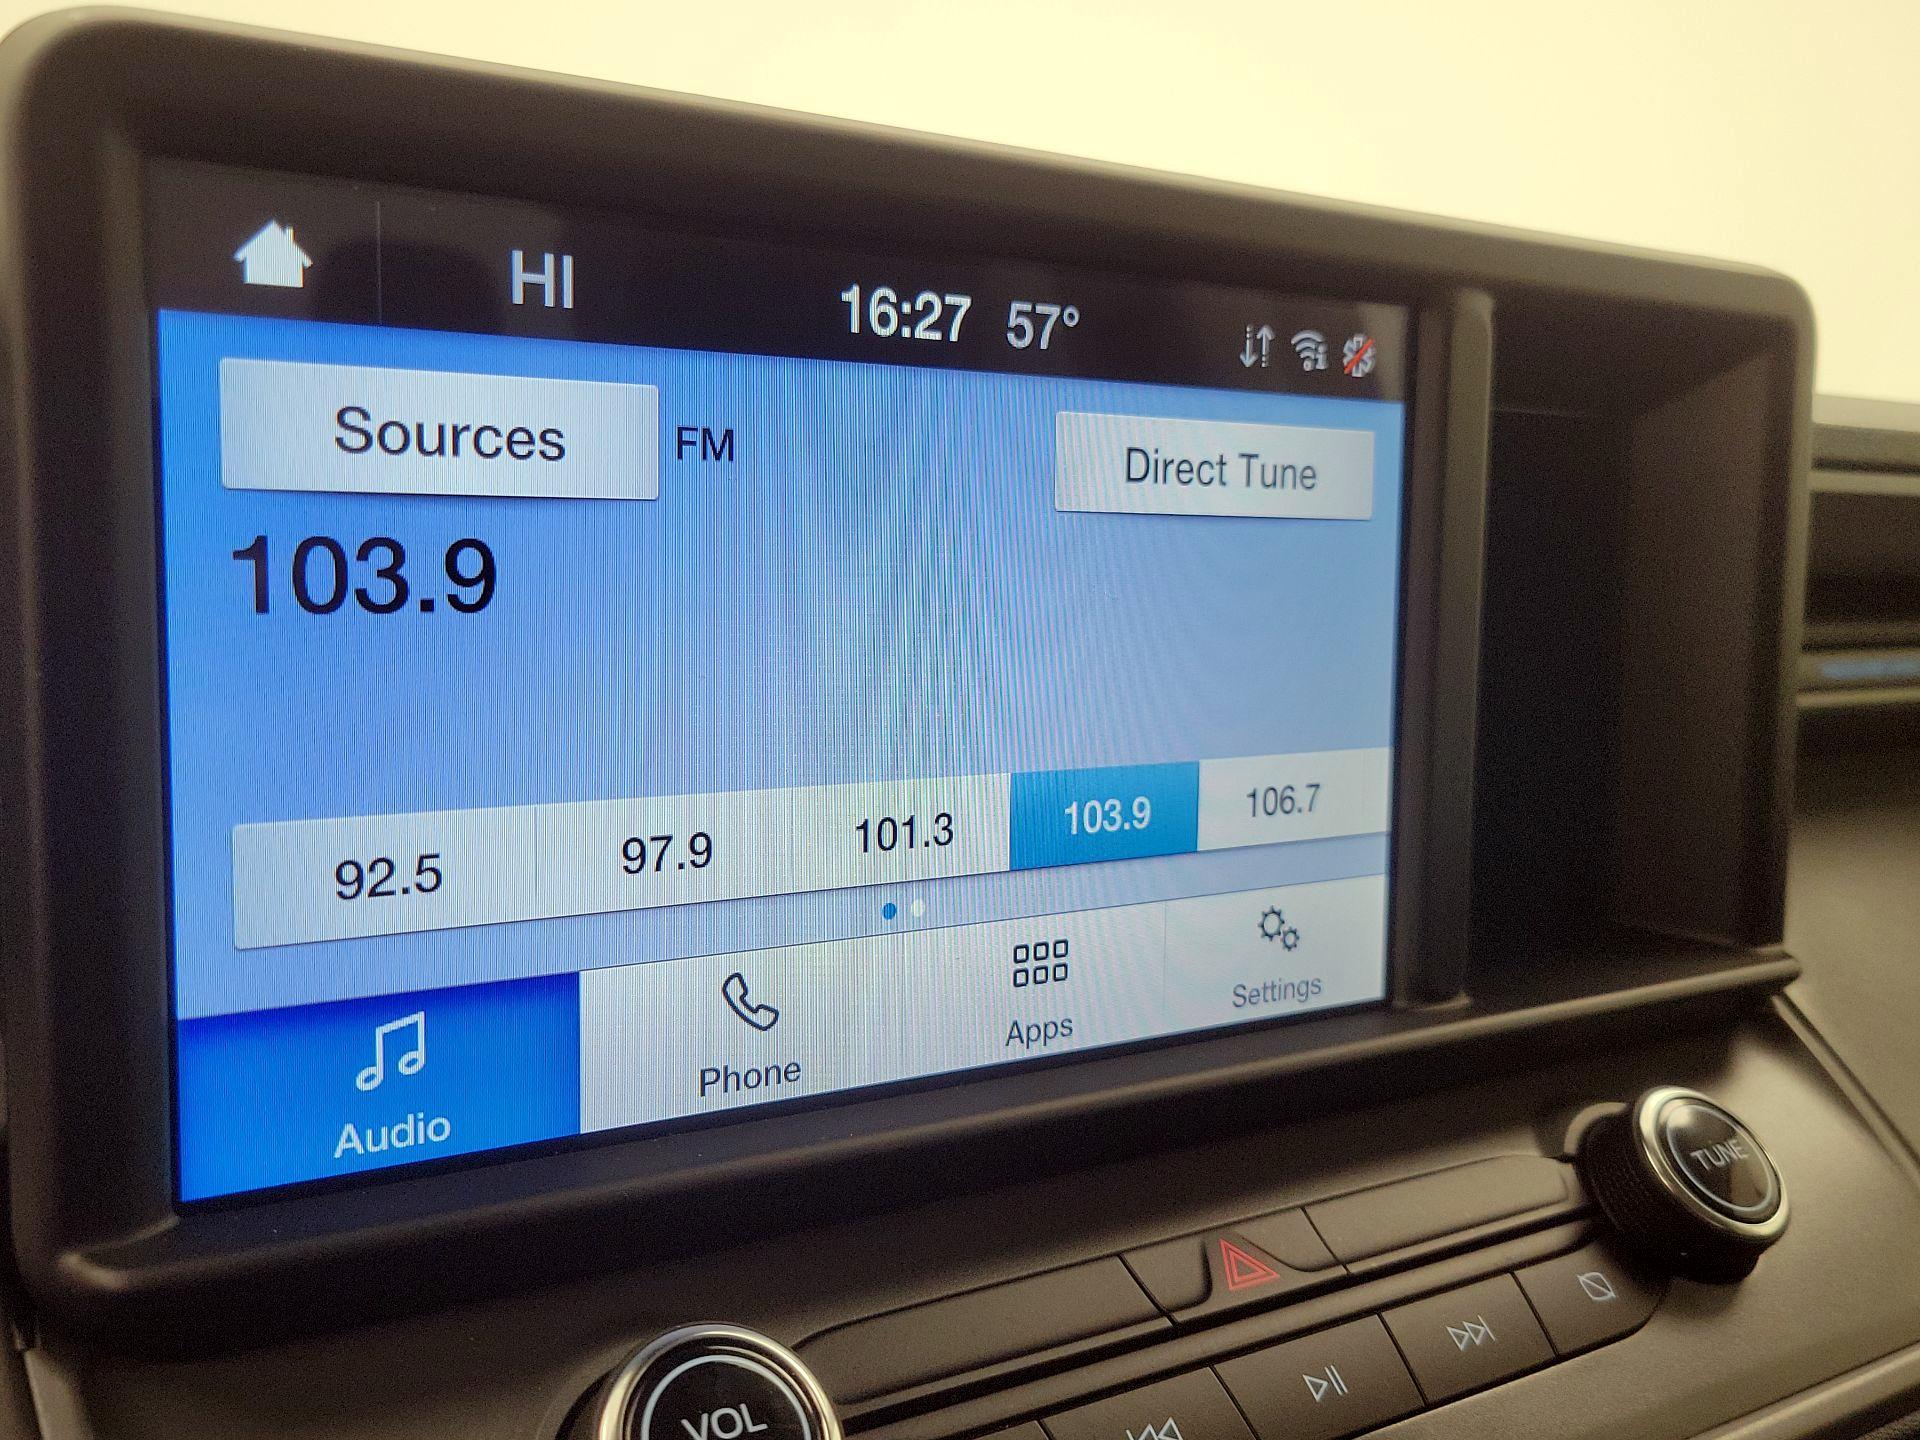 HI
16:27 57°
Sources FM Direct Tune
103.9
92.5 97.9 101.3 103.9 106.7
Audio Phone Apps Settings
TUNE
VOL